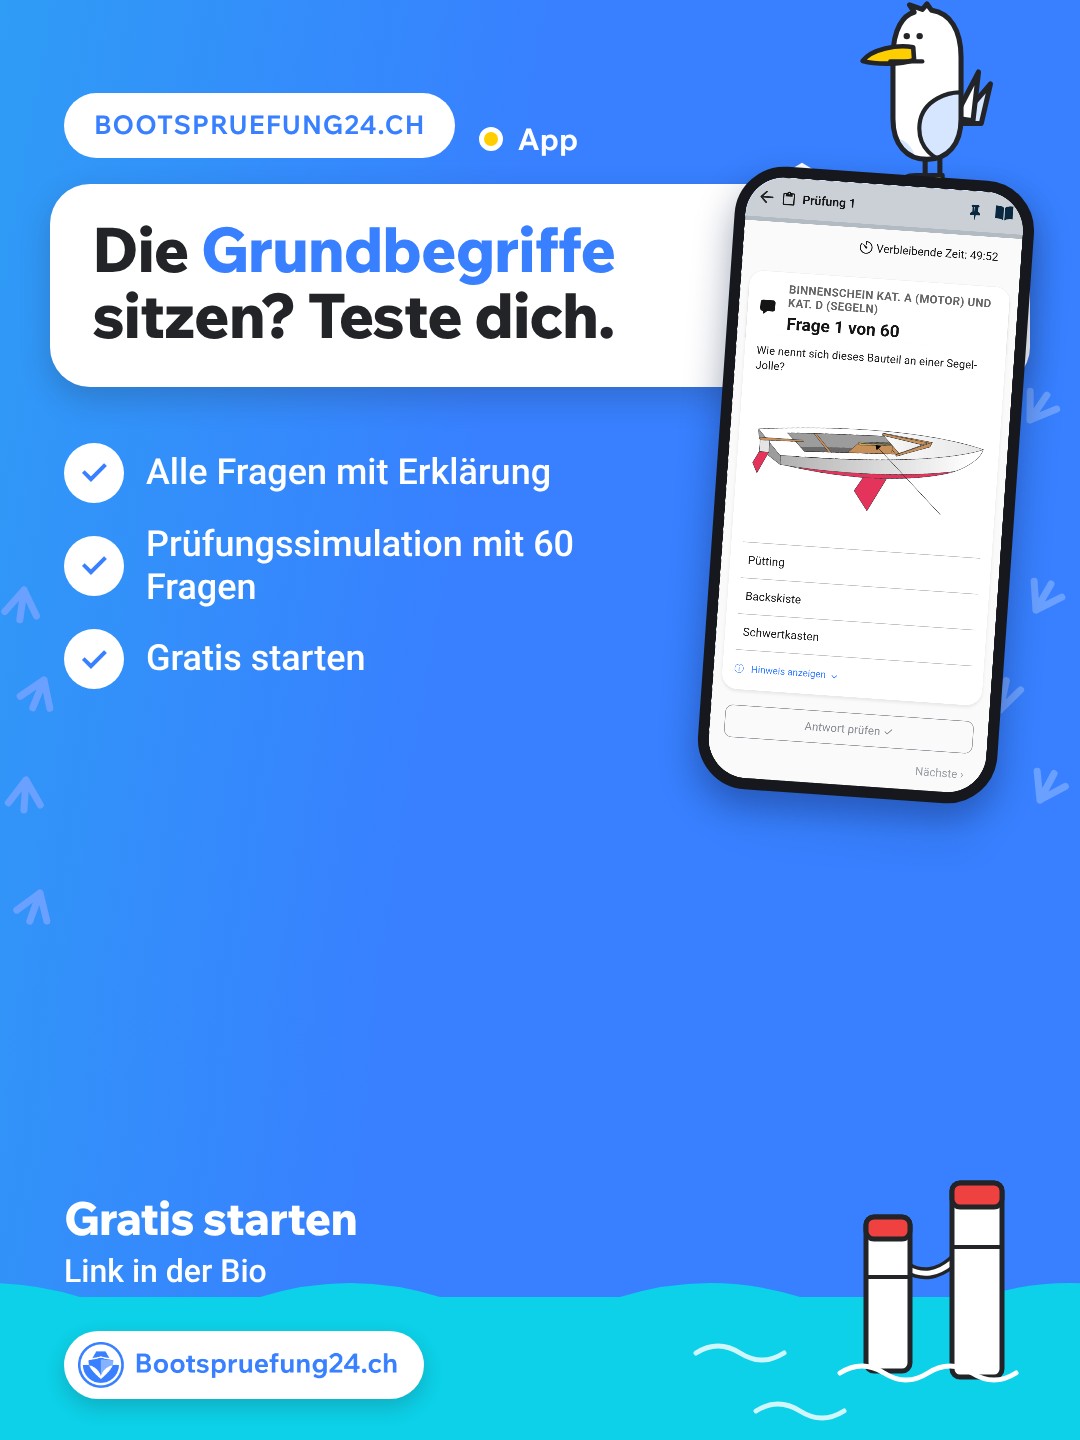 BOOTSPRUEFUNG24.CH
App
Die Grundbegriffe
sitzen? Teste dich.
Alle Fragen mit Erklärung
Prüfungssimulation mit 60
Fragen
Gratis starten
Prüfung 1
Verbleibende Zeit: 49:52
BINNENSCHEIN KAT. A (MOTOR) UND
KAT. D (SEGELN)
Frage 1 von 60
Wie nennt sich dieses Bauteil an einer Segel-
Jolle?
Pütting
Backskiste
Schwertkasten
Hinweis anzeigen
Antwort prüfen
Nächste ›
Gratis starten
Link in der Bio
Bootspruefung24.ch